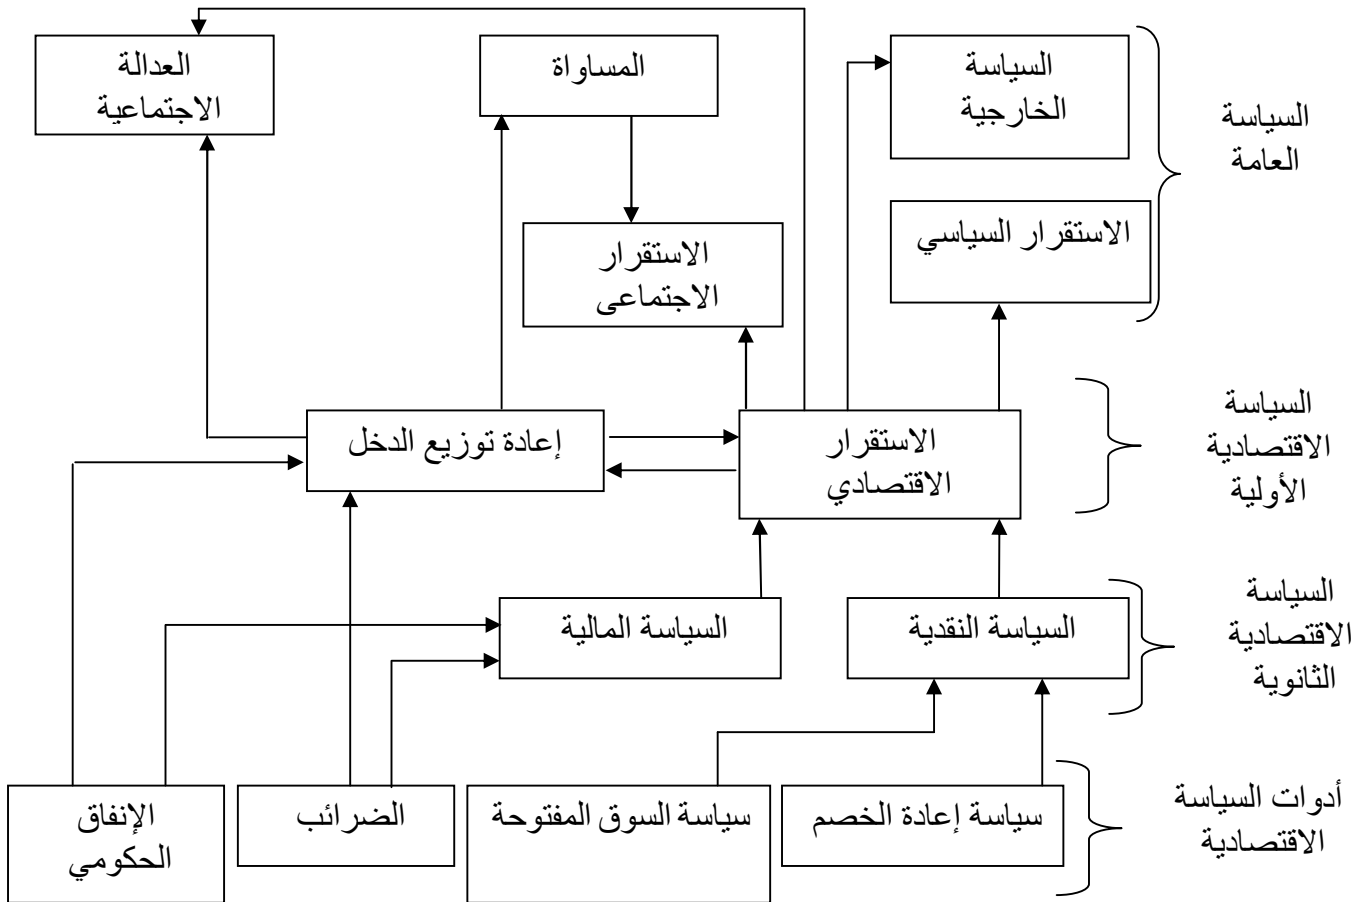 السياسة
العامة
السياسة
الخارجية
المساواة
العدالة
الاجتماعية
الاستقرار السياسي
الاستقرار
الاجتماعى
السياسة
الاقتصادية
الأولية
الاستقرار
الاقتصادي
إعادة توزيع الدخل
السياسة
الاقتصادية
الثانوية
السياسة النقدية
السياسة المالية
أدوات السياسة
الاقتصادية
سياسة إعادة الخصم
سياسة السوق المفتوحة
الضرائب
الإنفاق
الحكومي